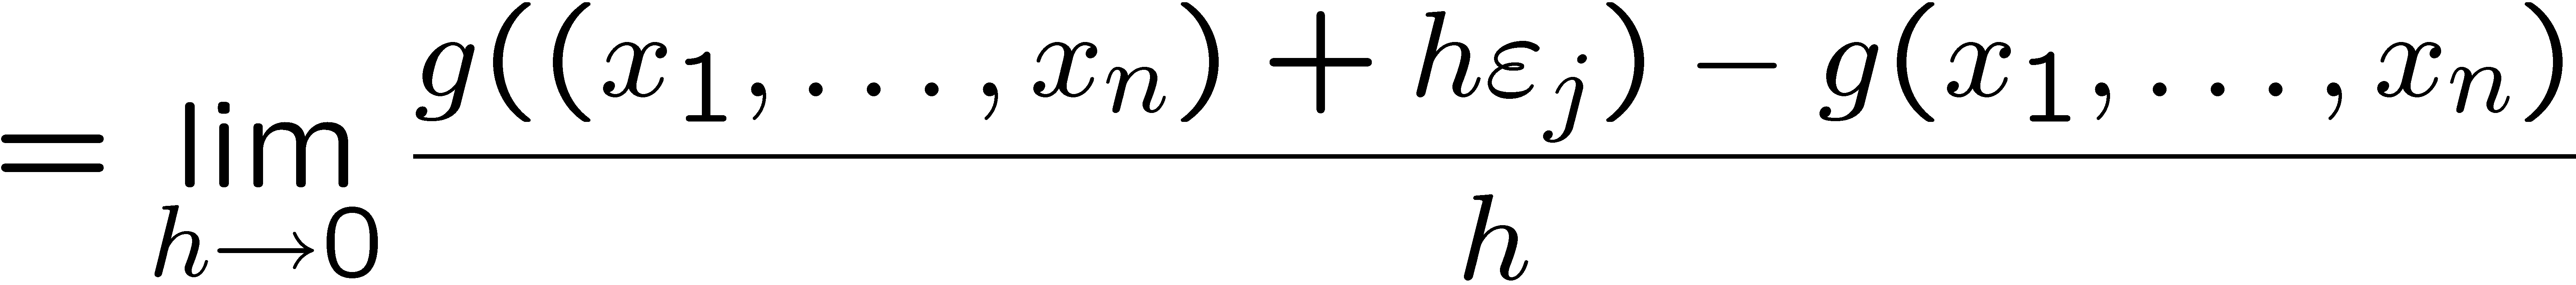 = lim_{h→0} \frac{g((x_1, . . . , x_n) + hε_j) − g(x_1, . . . , x_n)}{h}